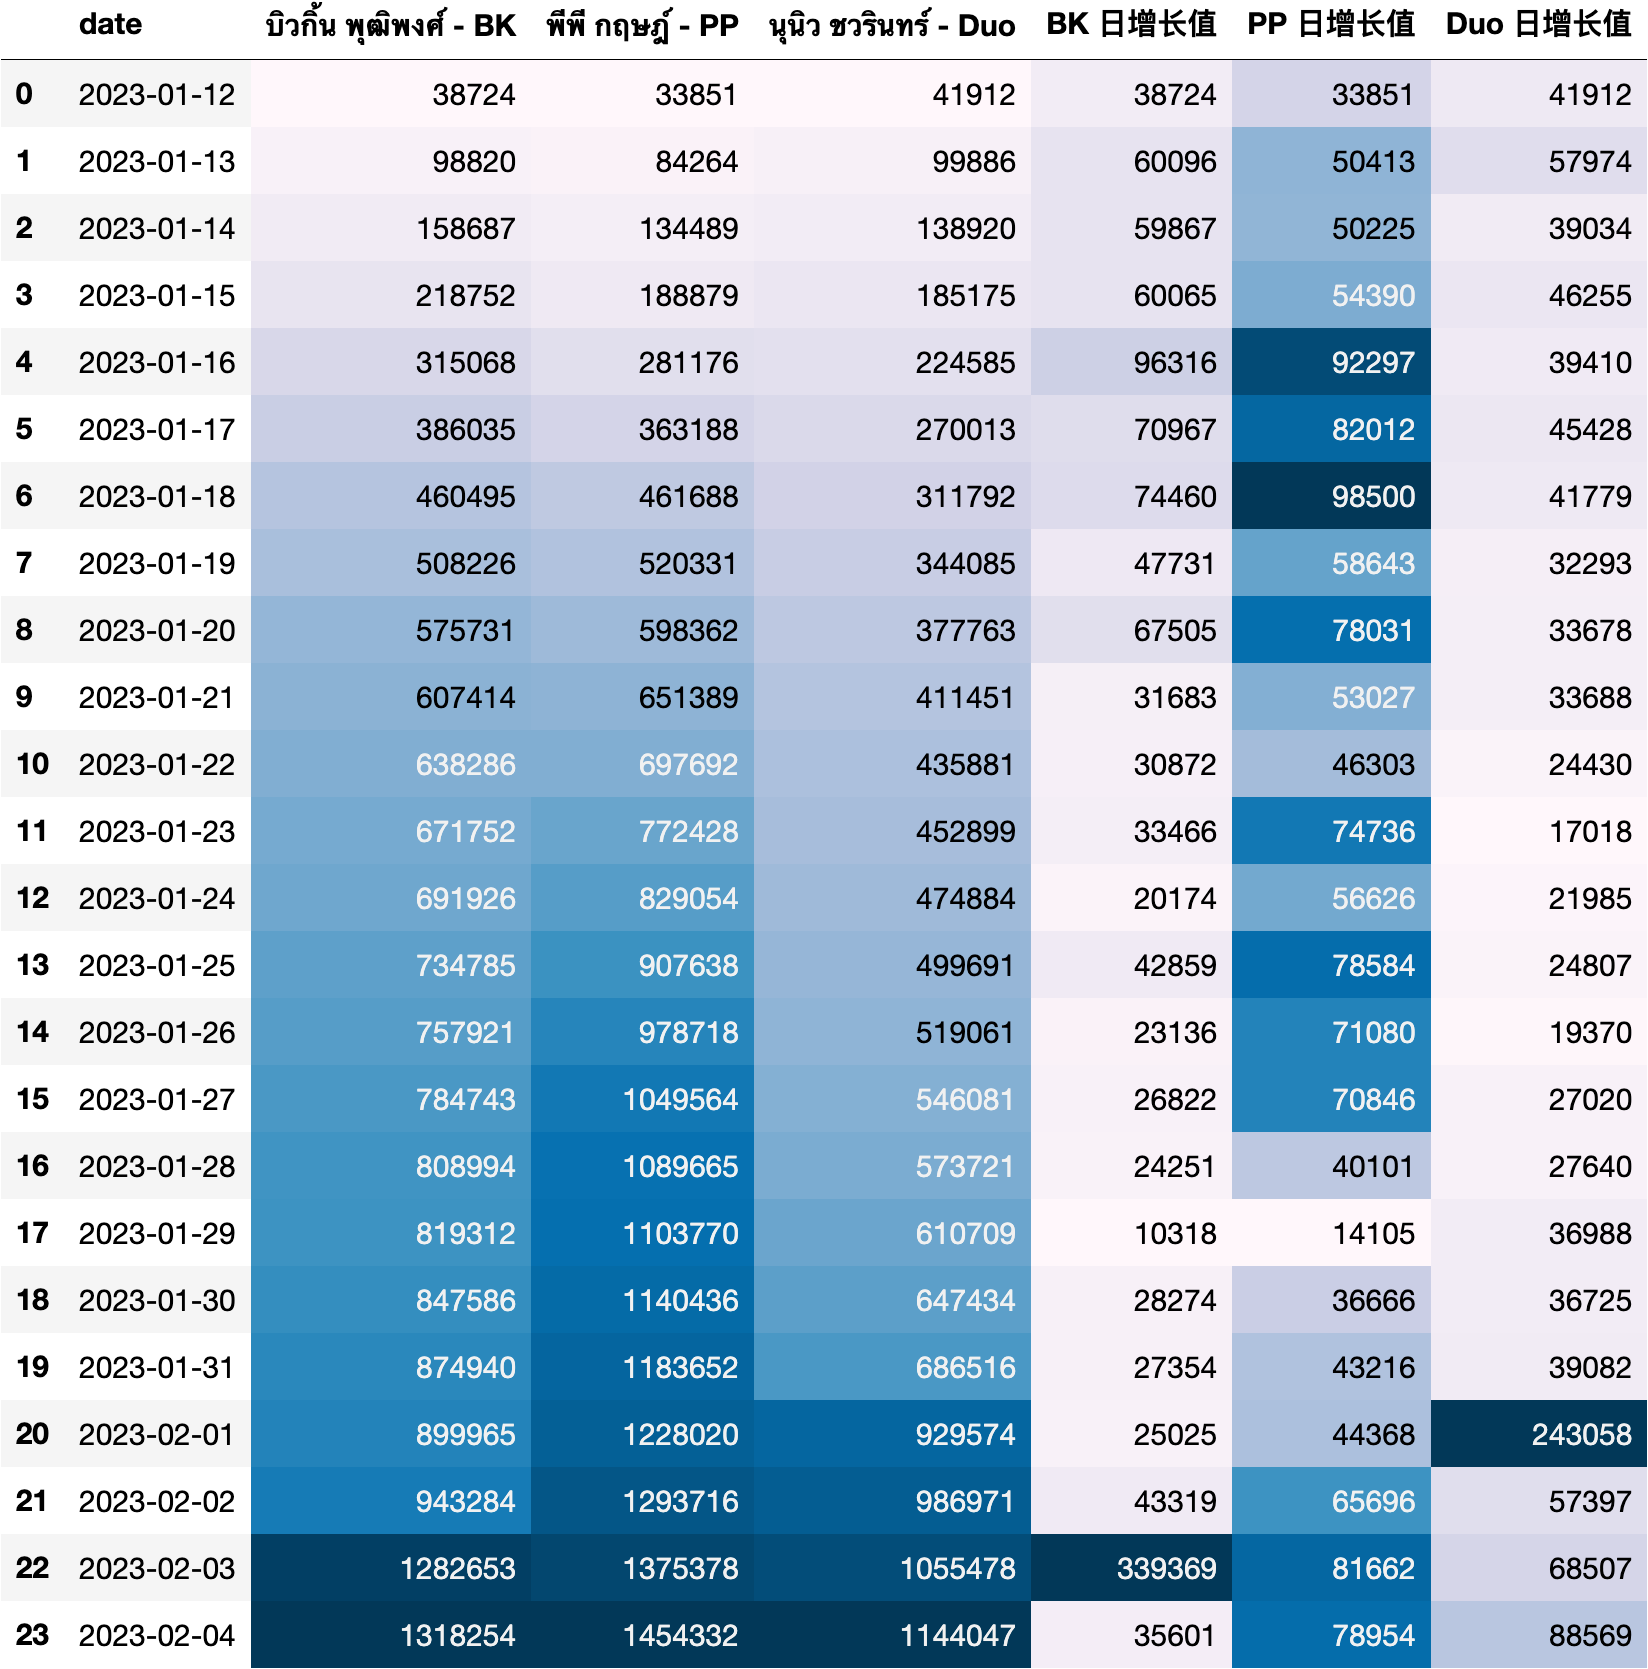 date บิวกิ้น พุฒิพงศ์ - BK พีพี กฤษฎ์ - PP นุนิว ชวรินทร์ - Duo BK 日增长值 PP 日增长值 Duo 日增长值
0 2023-01-12 38724 33851 41912 38724 33851 41912
1 2023-01-13 98820 84264 99886 60096 50413 57974
2 2023-01-14 158687 134489 138920 59867 50225 39034
3 2023-01-15 218752 188879 185175 60065 54390 46255
4 2023-01-16 315068 281176 224585 96316 92297 39410
5 2023-01-17 386035 363188 270013 70967 82012 45428
6 2023-01-18 460495 461688 311792 74460 98500 41779
7 2023-01-19 508226 520331 344085 47731 58643 32293
8 2023-01-20 575731 598362 377763 67505 78031 33678
9 2023-01-21 607414 651389 411451 31683 53027 33688
10 2023-01-22 638286 697692 435881 30872 46303 24430
11 2023-01-23 671752 772428 452899 33466 74736 17018
12 2023-01-24 691926 829054 474884 20174 56626 21985
13 2023-01-25 734785 907638 499691 42859 78584 24807
14 2023-01-26 757921 978718 519061 23136 71080 19370
15 2023-01-27 784743 1049564 546081 26822 70846 27020
16 2023-01-28 808994 1089665 573721 24251 40101 27640
17 2023-01-29 819312 1103770 610709 10318 14105 36988
18 2023-01-30 847586 1140436 647434 28274 36666 36725
19 2023-01-31 874940 1183652 686516 27354 43216 39082
20 2023-02-01 899965 1228020 929574 25025 44368 243058
21 2023-02-02 943284 1293716 986971 43319 65696 57397
22 2023-02-03 1282653 1375378 1055478 339369 81662 68507
23 2023-02-04 1318254 1454332 1144047 35601 78954 88569